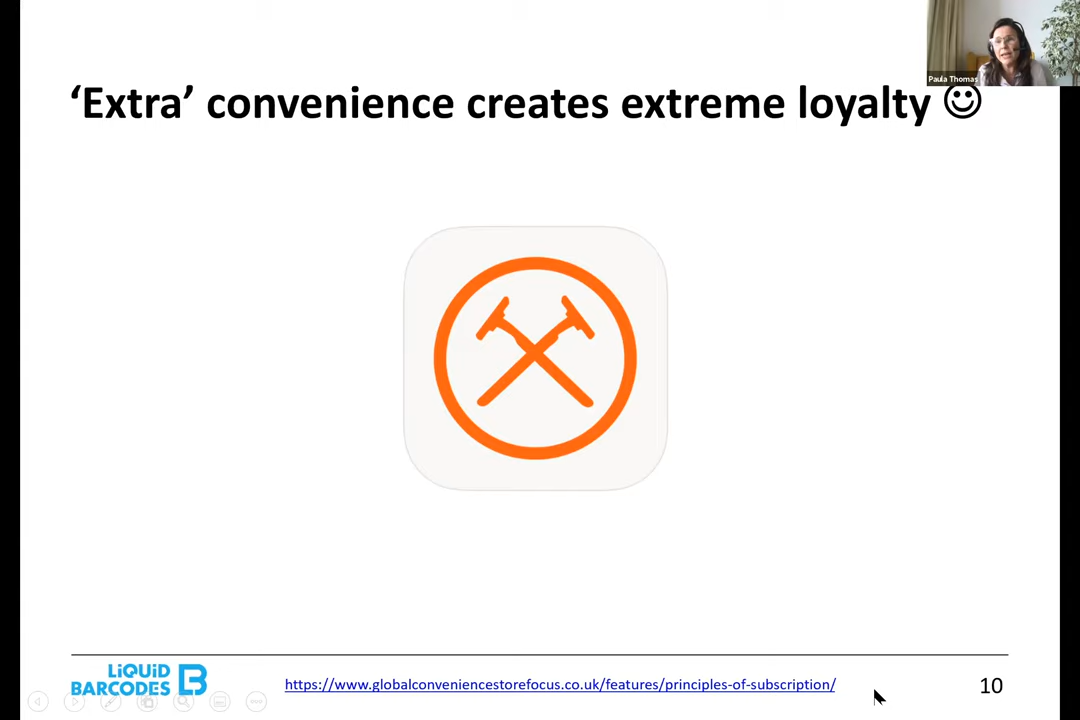 Paula Thomas
‘Extra’ convenience creates extreme loyalty ☺
LiQUiD
BARCODES
https://www.globalconveniencestorefocus.co.uk/features/principles-of-subscription/
10